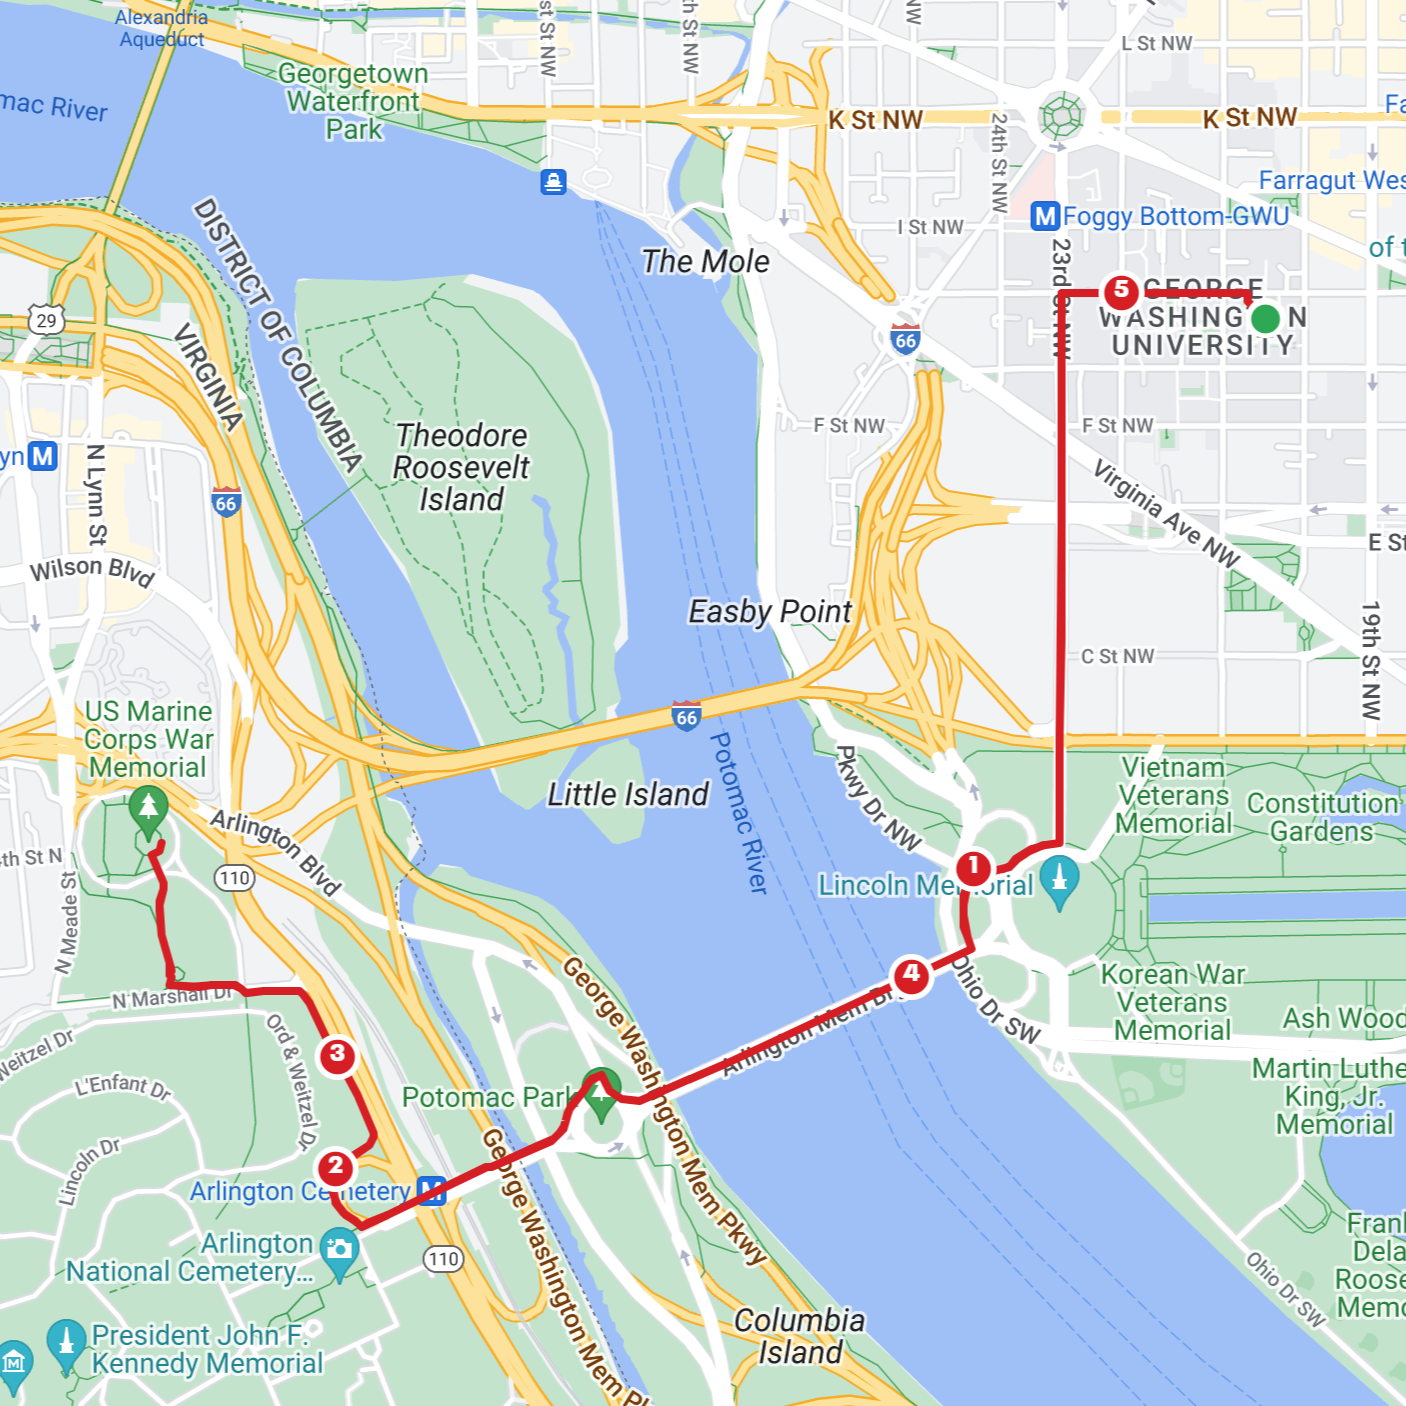 Alexandria
Aqueduct
mac River
Georgetown
Waterfront
Park
st St NW
th St NW
NW
L St NW
K St NW
K St NW
24th St NW
Farragut Wes
M
Foggy Bottom-GWU
I St NW
of t
The Mole
DISTRICT OF COLUMBIA
VIRGINIA
29
66
23rd St NW
5
GEORGE
WASHINGTON
UNIVERSITY
F St NW
F St NW
Theodore
Roosevelt
Island
yn
M
N Lynn St
66
Virginia Ave NW
E St
Wilson Blvd
Easby Point
C St NW
19th St NW
66
US Marine
Corps War
Memorial
Potomac River
Little Island
Pkwy Dr NW
Vietnam
Veterans
Memorial
Constitution
Gardens
Arlington Blvd
4th St N
110
N Meade St
1
Lincoln Memorial
4
Ohio Dr SW
Korean War
Veterans
Memorial
Ash Wood
N Marshall Dr
George Washington Mem Pkwy
Arlington Mem Br
Weitzel Dr
Ord & Weitzel Dr
3
L'Enfant Dr
Potomac Park
Martin Luthe
King, Jr.
Memorial
Lincoln Dr
2
Arlington Cemetery
M
George Washington Mem Pk
Arlington
National Cemetery...
110
Frank
Dela
Roose
Memo
Ohio Dr SW
President John F.
Kennedy Memorial
Columbia
Island